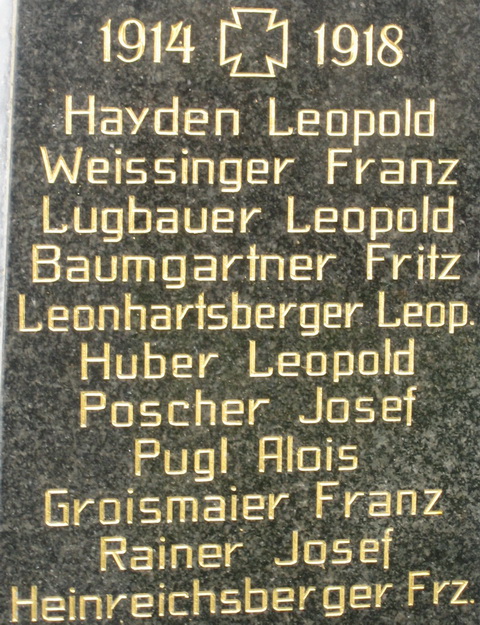 1914 1918
Hayden Leopold
Weissinger Franz
Lugbauer Leopold
Baumgartner Fritz
Leonhartsberger Leop.
Huber Leopold
Poscher Josef
Pugl Alois
Groismaier Franz
Rainer Josef
Heinreichsberger Frz.